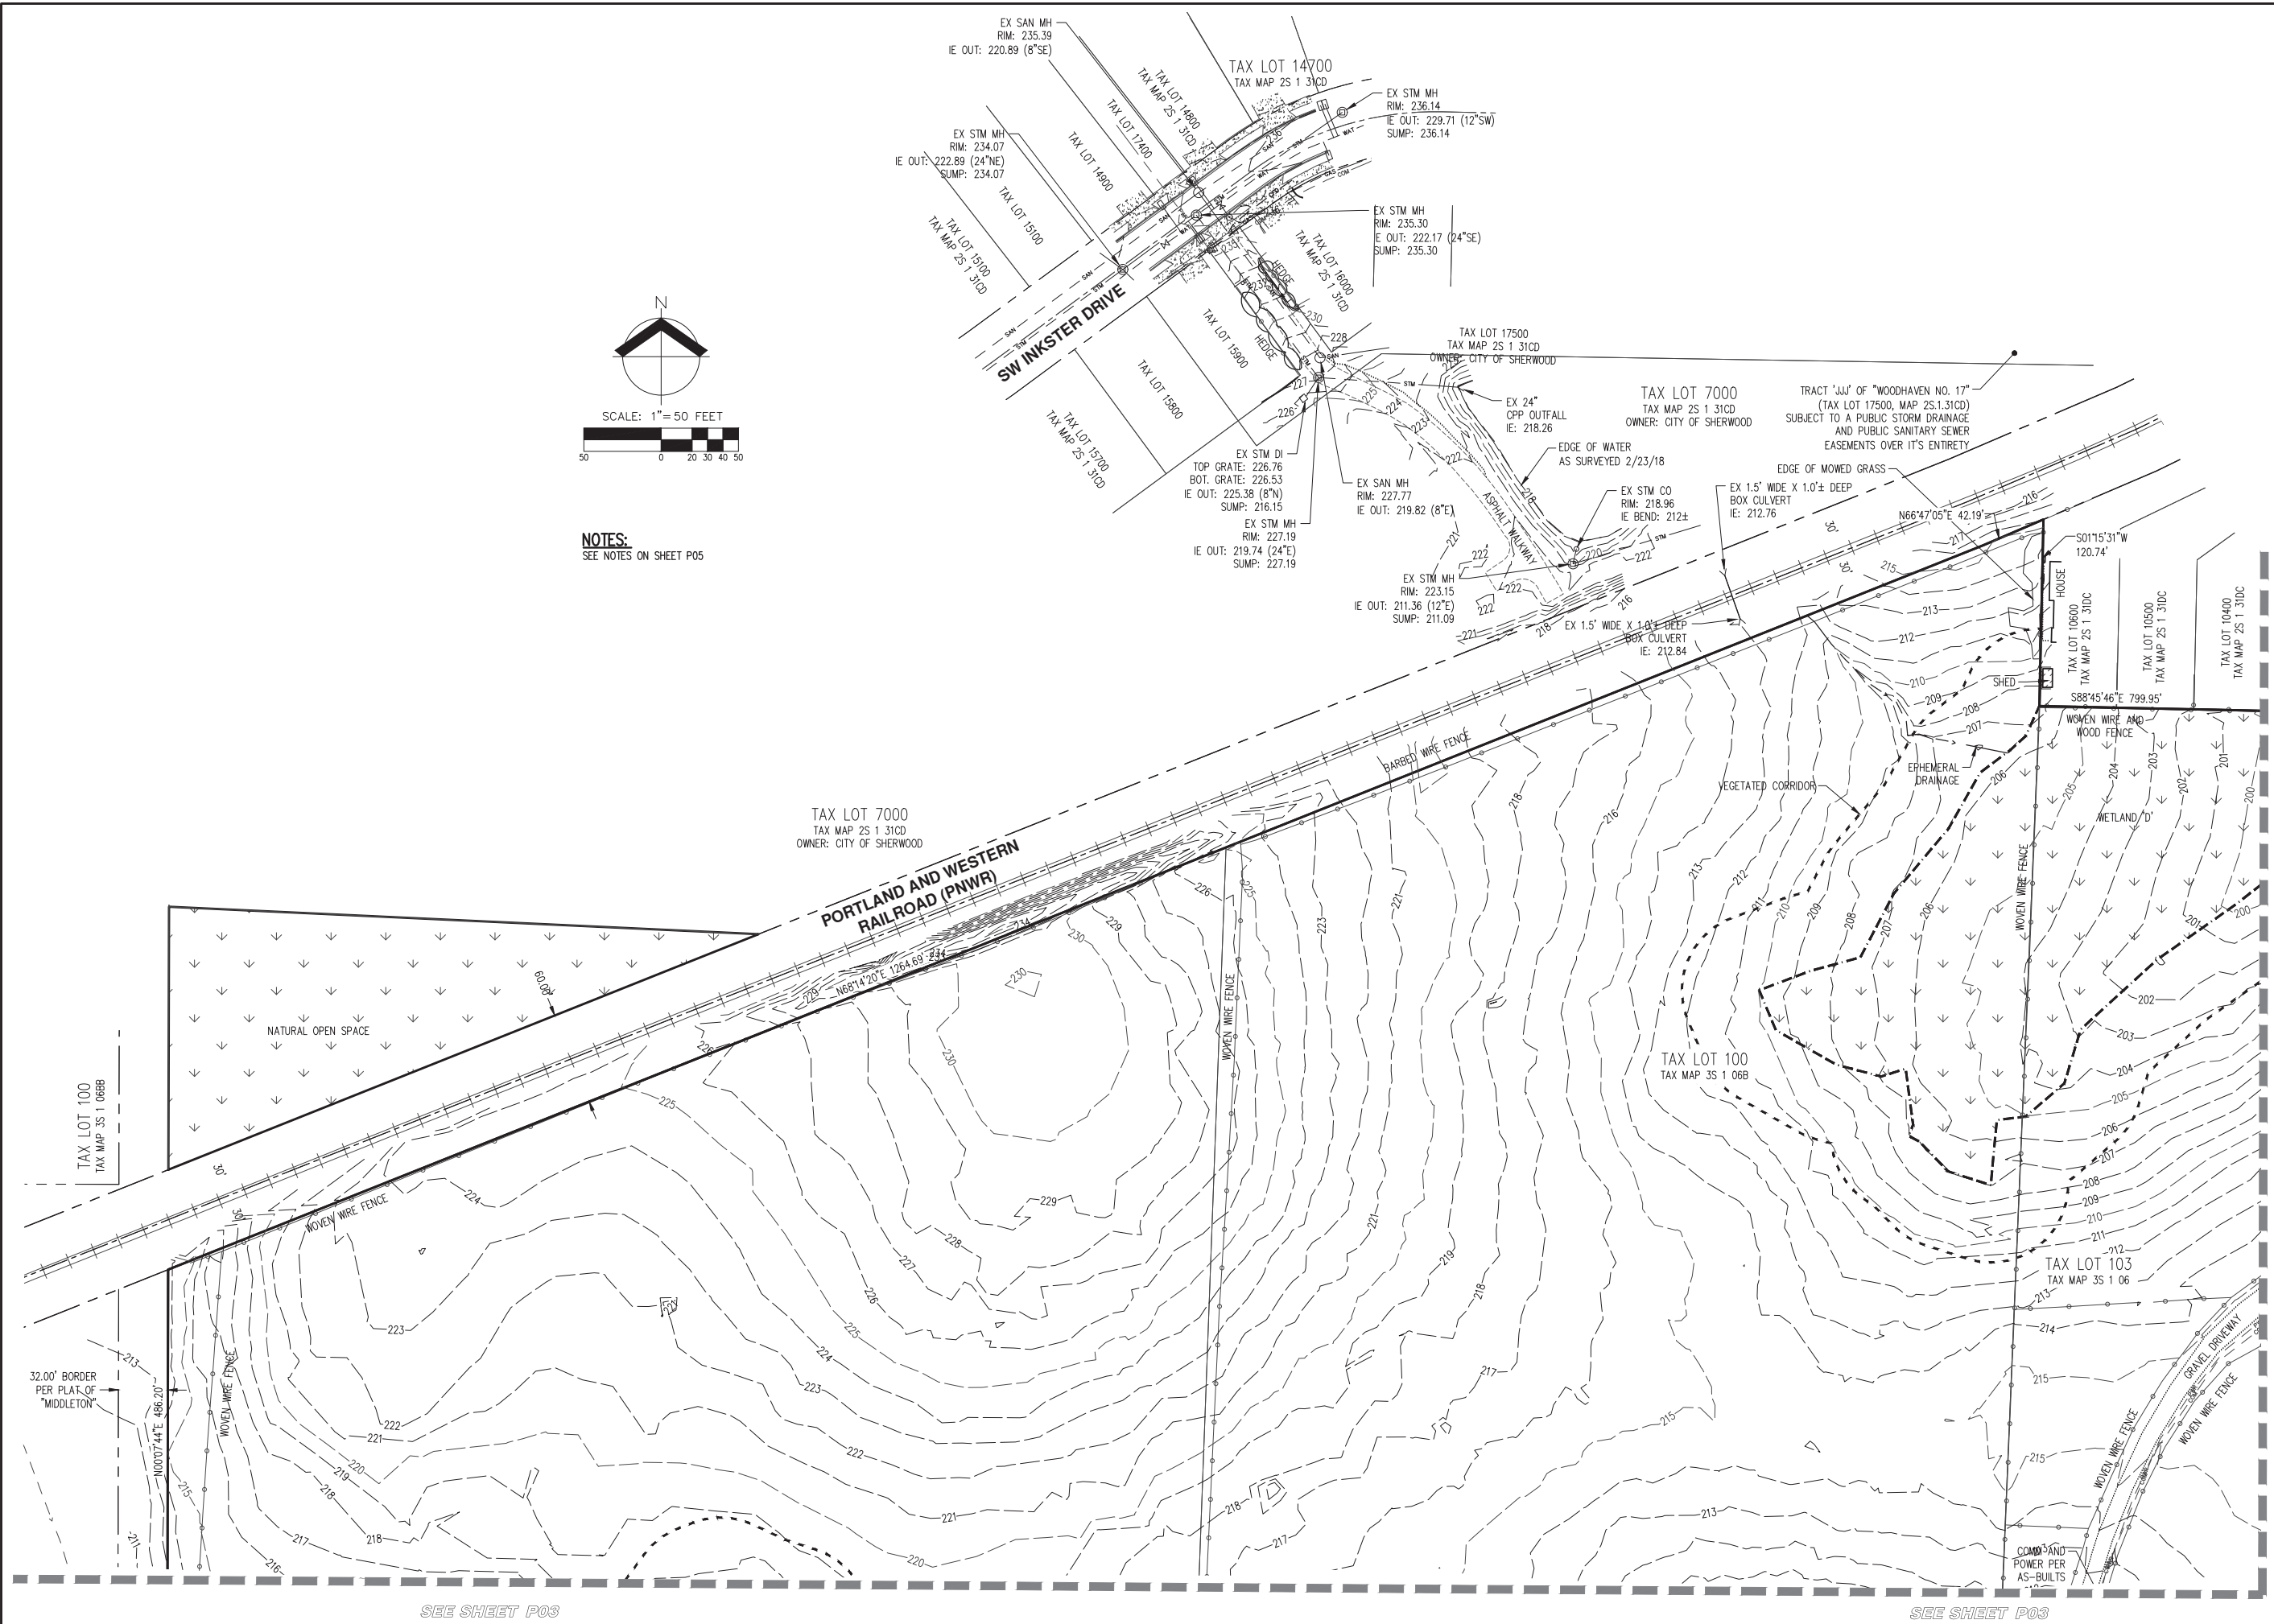 EX SAN MH
RIM: 235.39
IE OUT: 220.89 (8"SE)
TAX LOT 14700
TAX MAP 2S 1 31CD
TAX LOT 14800
TAX MAP 2S 1 31CD
TAX LOT 17400
TAX LOT 14900
EX STM MH
RIM: 236.14
IE OUT: 229.71 (12"SW)
SUMP: 236.14
EX STM MH
RIM: 234.07
IE OUT: 222.89 (24"NE)
SUMP: 234.07
TAX LOT 15100
TAX LOT 15100
TAX MAP 2S 1 31CD
EX STM MH
RIM: 235.30
IE OUT: 222.17 (24"SE)
SUMP: 235.30
TAX LOT 16000
TAX MAP 2S 1 31CD
HEDGE
HEDGE
SW INKSTER DRIVE
TAX LOT 15900
TAX LOT 15800
TAX LOT 15700
TAX MAP 2S 1 31CD
N
SCALE: 1"=50 FEET
50 0 20 30 40 50
NOTES:
SEE NOTES ON SHEET P05
TAX LOT 17500
TAX MAP 2S 1 31CD
OWNER: CITY OF SHERWOOD
TAX LOT 7000
TAX MAP 2S 1 31CD
OWNER: CITY OF SHERWOOD
TRACT 'JJJ' OF "WOODHAVEN NO. 17"
(TAX LOT 17500, MAP 2S.1.31CD)
SUBJECT TO A PUBLIC STORM DRAINAGE
AND PUBLIC SANITARY SEWER
EASEMENTS OVER IT'S ENTIRETY
EX 24"
CPP OUTFALL
IE: 218.26
EDGE OF WATER
AS SURVEYED 2/23/18
EX STM DI
TOP GRATE: 226.76
BOT. GRATE: 226.53
IE OUT: 225.38 (8"N)
SUMP: 216.15
EX SAN MH
RIM: 227.77
IE OUT: 219.82 (8"E)
EX STM MH
RIM: 227.19
IE OUT: 219.74 (24"E)
SUMP: 227.19
EX STM CO
RIM: 218.96
IE BEND: 212±
ASPHALT WALKWAY
EX STM MH
RIM: 223.15
IE OUT: 211.36 (12"E)
SUMP: 211.09
EDGE OF MOWED GRASS
EX 1.5' WIDE X 1.0'± DEEP
BOX CULVERT
IE: 212.76
EX 1.5' WIDE X 1.0'± DEEP
BOX CULVERT
IE: 212.84
N66°47'05"E 42.19'
S01°15'31"W
120.74'
HOUSE
SHED
TAX LOT 10600
TAX MAP 2S 1 31DC
TAX LOT 10500
TAX MAP 2S 1 31DC
TAX LOT 10400
TAX MAP 2S 1 31DC
S88°45'46"E 799.95'
WOVEN WIRE AND
WOOD FENCE
EPHEMERAL
DRAINAGE
VEGETATED CORRIDOR
WETLAND 'D'
WOVEN WIRE FENCE
BARBED WIRE FENCE
TAX LOT 7000
TAX MAP 2S 1 31CD
OWNER: CITY OF SHERWOOD
PORTLAND AND WESTERN
RAILROAD (PNWR)
N68°14'20"E 1264.69'
60.00'
30'
30'
30'
30'
NATURAL OPEN SPACE
TAX LOT 100
TAX MAP 3S 1 06BB
WOVEN WIRE FENCE
WOVEN WIRE FENCE
WOVEN WIRE FENCE
32.00' BORDER
PER PLAT OF
"MIDDLETON"
N00°07'44"E 486.20'
TAX LOT 100
TAX MAP 3S 1 06B
TAX LOT 103
TAX MAP 3S 1 06
GRAVEL DRIVEWAY
WOVEN WIRE FENCE
WOVEN WIRE FENCE
COMM AND
POWER PER
AS-BUILTS
SEE SHEET P03
SEE SHEET P03